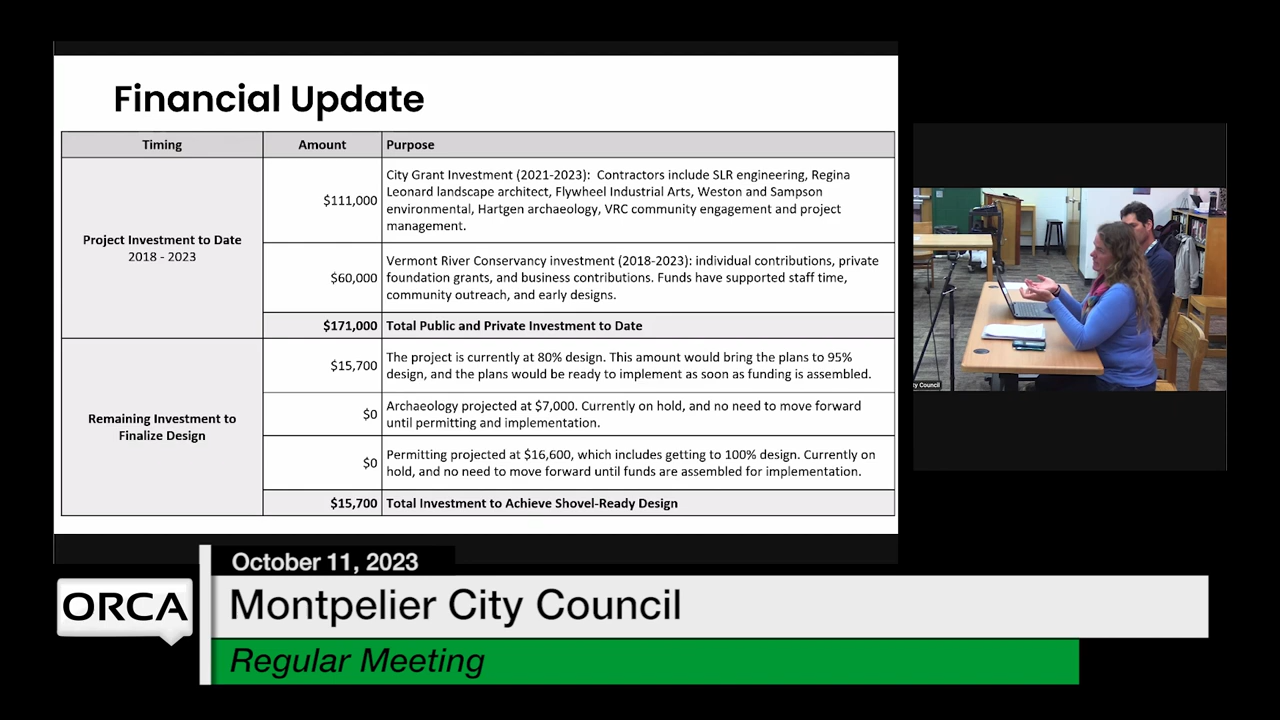 Financial Update
Timing
Amount
Purpose
Project Investment to Date
2018 - 2023
$111,000
City Grant Investment (2021-2023): Contractors include SLR engineering, Regina
Leonard landscape architect, Flywheel Industrial Arts, Weston and Sampson
environmental, Hartgen archaeology, VRC community engagement and project
management.
$60,000
Vermont River Conservancy investment (2018-2023): individual contributions, private
foundation grants, and business contributions. Funds have supported staff time,
community outreach, and early designs.
$171,000
Total Public and Private Investment to Date
Remaining Investment to
Finalize Design
$15,700
The project is currently at 80% design. This amount would bring the plans to 95%
design, and the plans would be ready to implement as soon as funding is assembled.
$0
Archaeology projected at $7,000. Currently on hold, and no need to move forward
until permitting and implementation.
$0
Permitting projected at $16,600, which includes getting to 100% design. Currently on
hold, and no need to move forward until funds are assembled for implementation.
$15,700
Total Investment to Achieve Shovel-Ready Design
ty Council
October 11, 2023
ORCA
Montpelier City Council
Regular Meeting